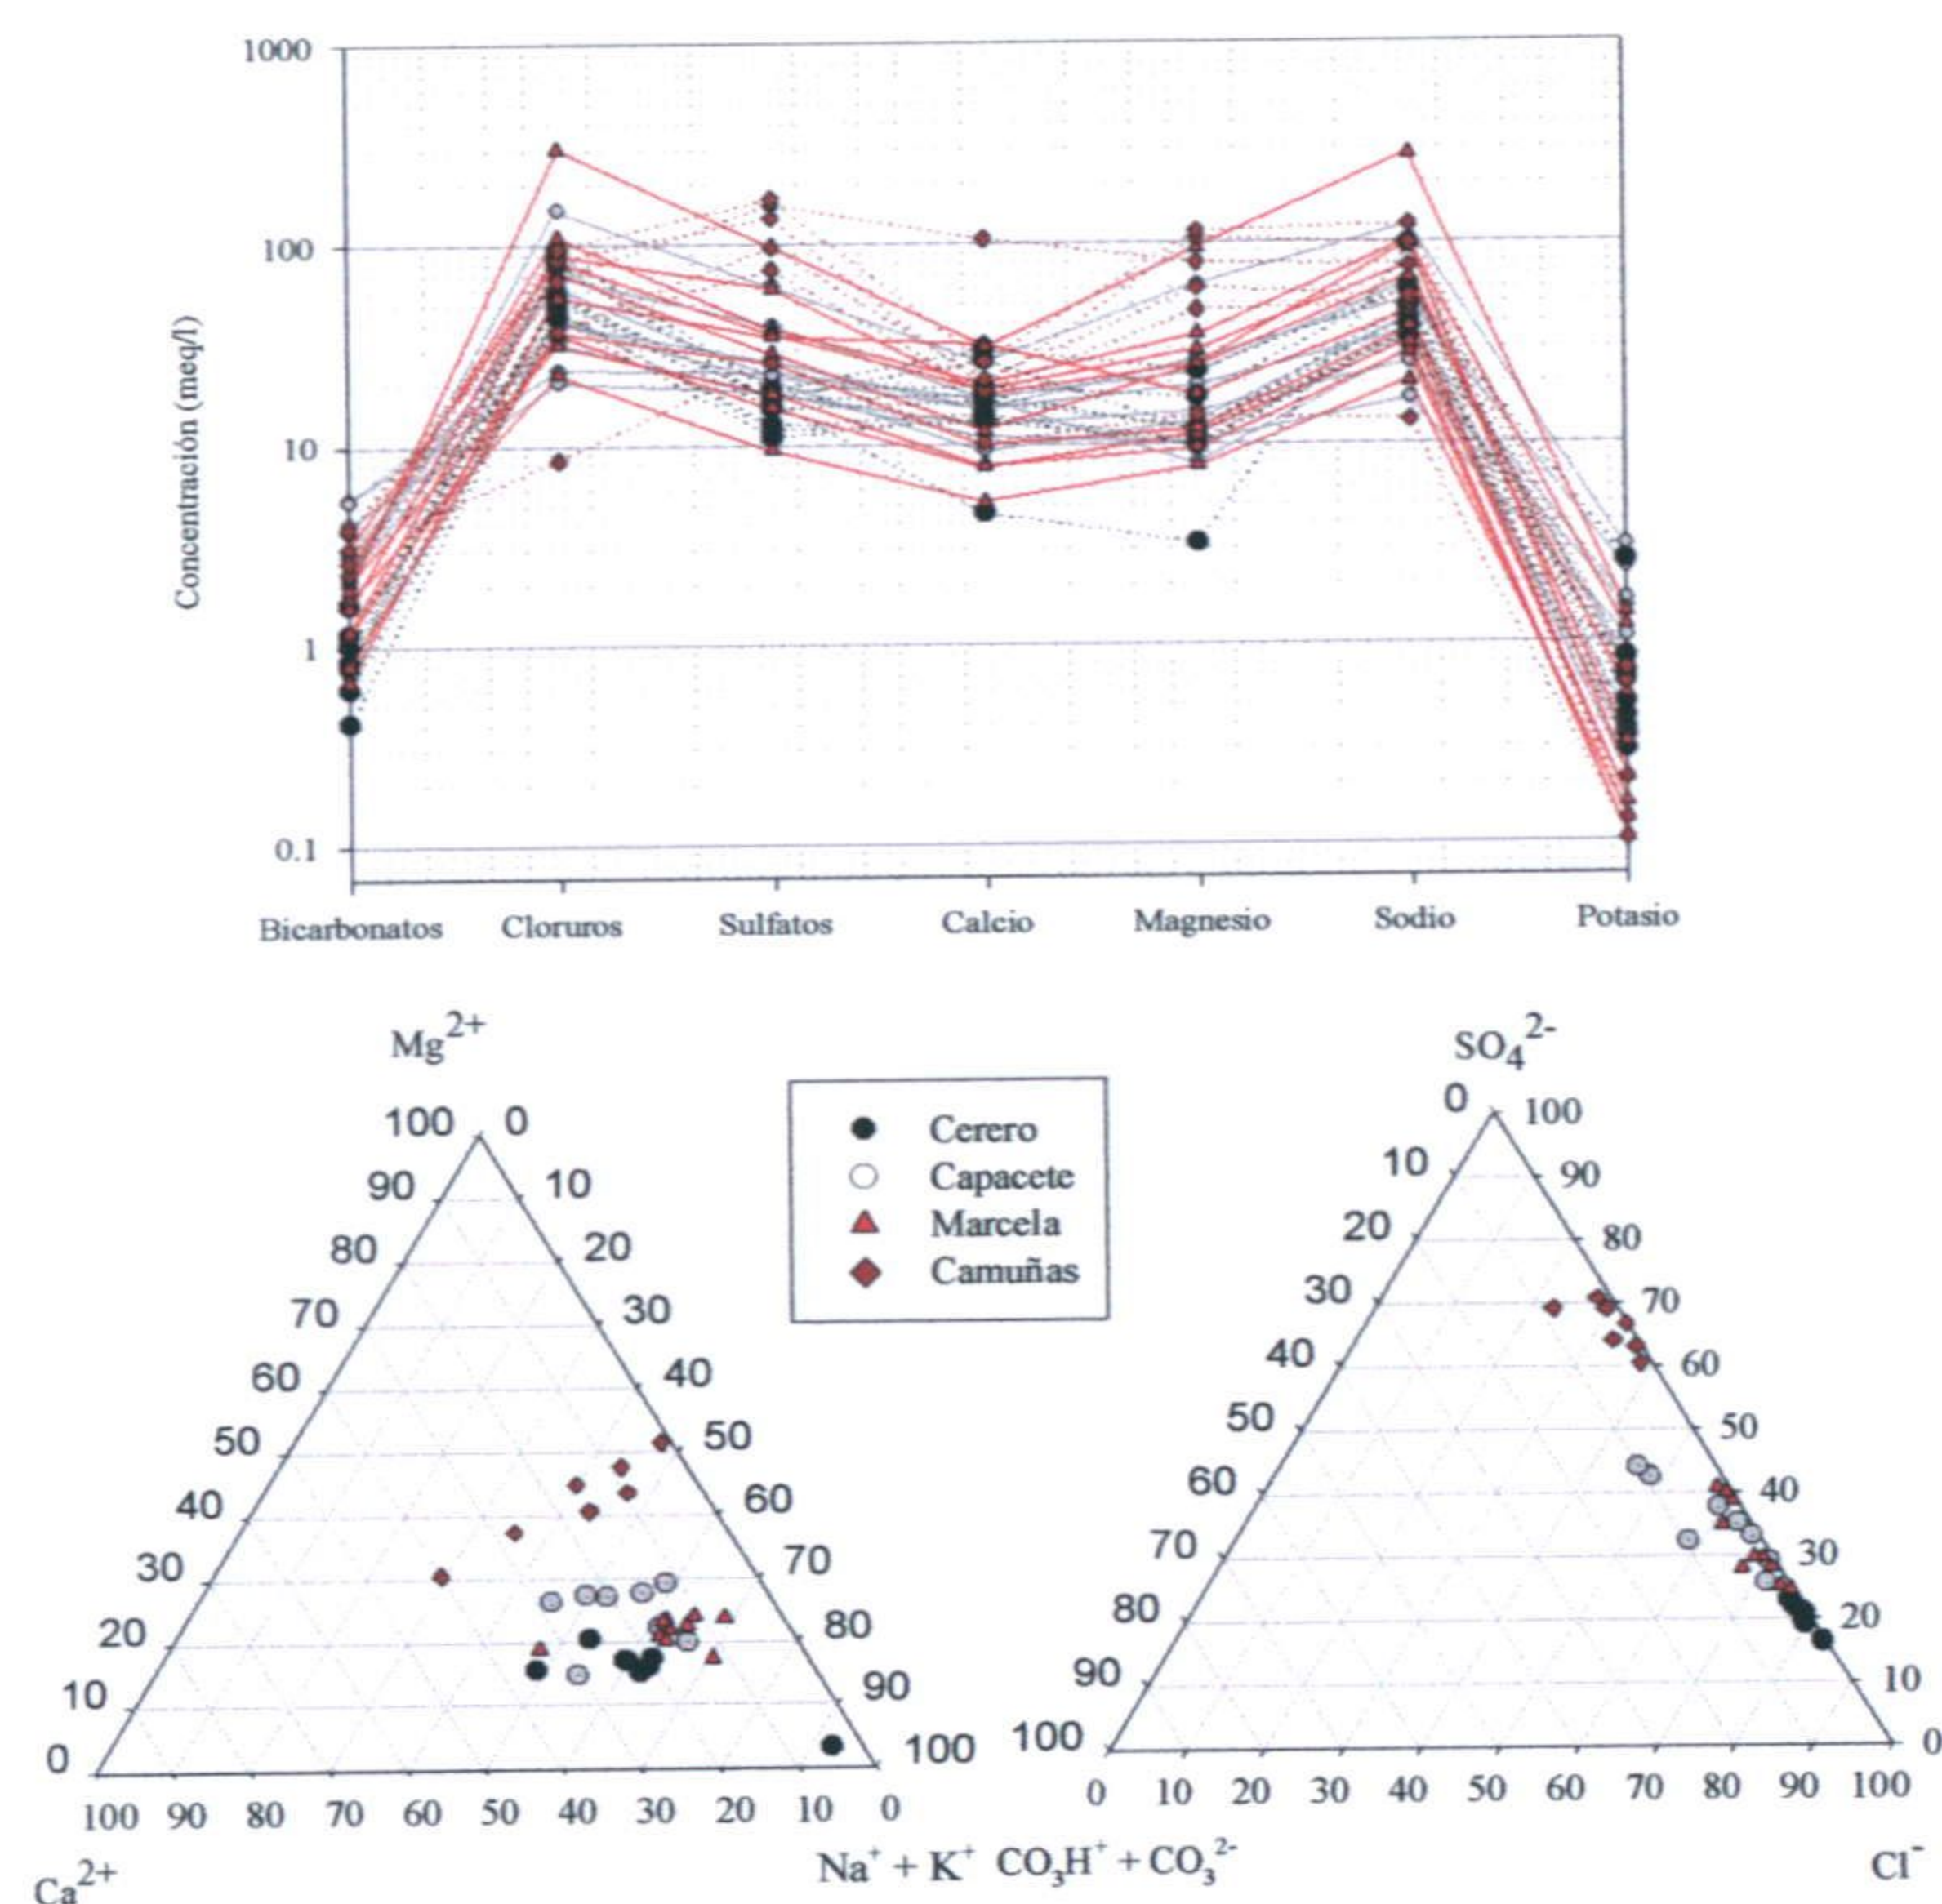 1000
100
10
1
0.1
Concentración (meq/l)
Bicarbonatos Cloruros Sulfatos Calcio Magnesio Sodio Potasio
Mg2+
100 0
90 10
80 20
70 30
60 40
50 50
40 60
30 70
20 80
10 90
0 100
100 90 80 70 60 50 40 30 20 10 0
Ca2+
Na+ + K+
Cerero
Capacete
Marcela
Camuñas
SO4 2-
0 100
10 90
20 80
30 70
40 60
50 50
60 40
70 30
80 20
90 10
100 0
0 10 20 30 40 50 60 70 80 90 100
CO3H+ + CO3 2-
Cl-